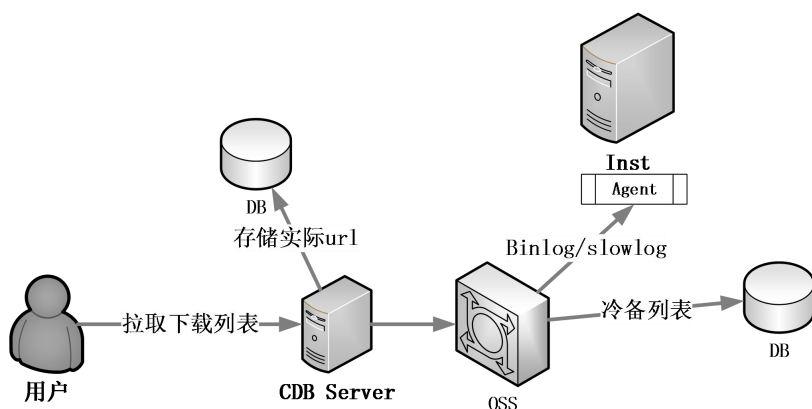 Inst
Agent
DB
存储实际url
Binlog/slowlog
拉取下载列表
冷备列表
用户
CDB Server
OSS
DB